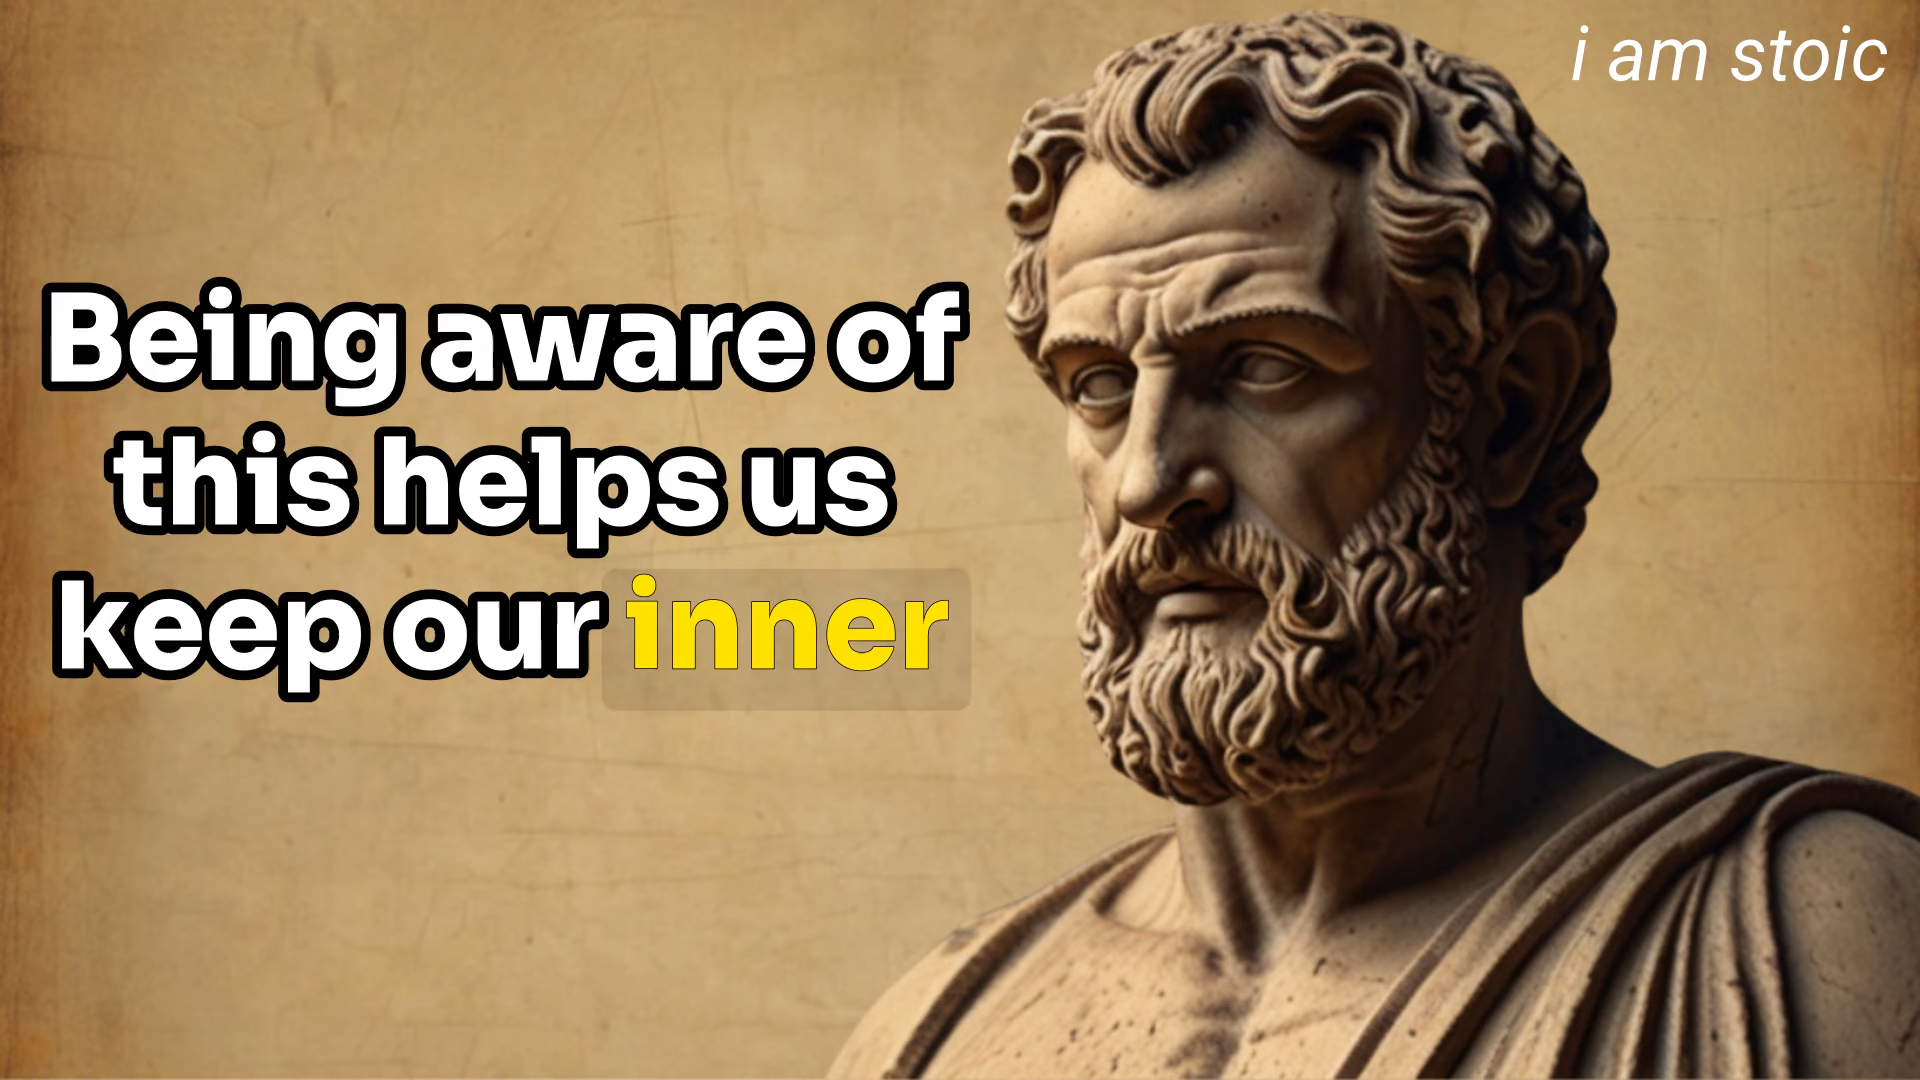 i am stoic
Being aware of
this helps us
keep our inner